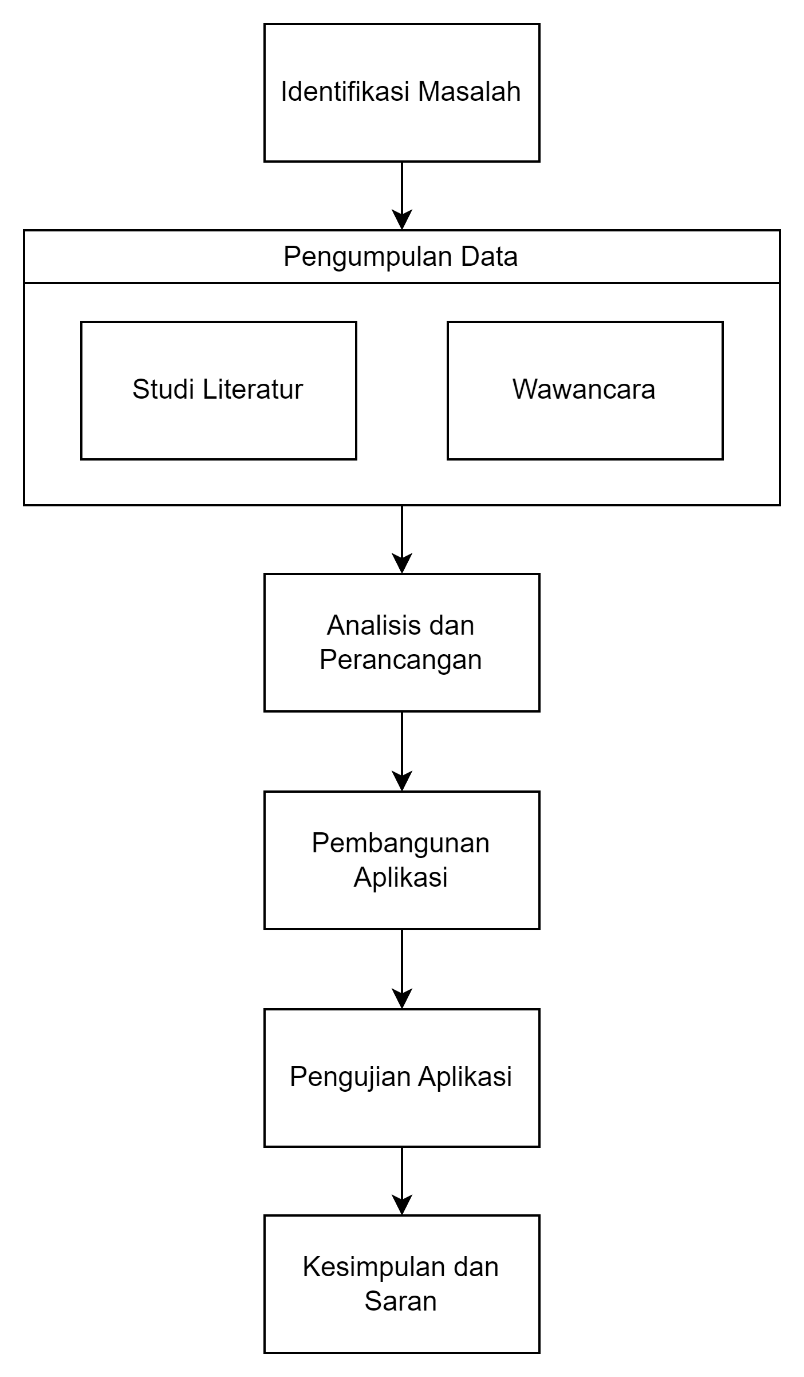 Identifikasi Masalah
Pengumpulan Data
Studi Literatur
Wawancara
Analisis dan
Perancangan
Pembangunan
Aplikasi
Pengujian Aplikasi
Kesimpulan dan
Saran